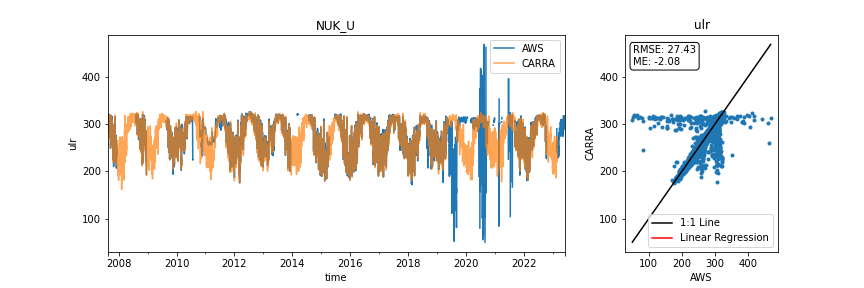 NUK_U
ulr
AWS
CARRA
400
300
200
100
2008
2010
2012
2014
2016
2018
2020
2022
time
ulr
RMSE: 27.43
ME: -2.08
CARRA
400
300
200
100
1:1 Line
Linear Regression
100
200
300
400
AWS